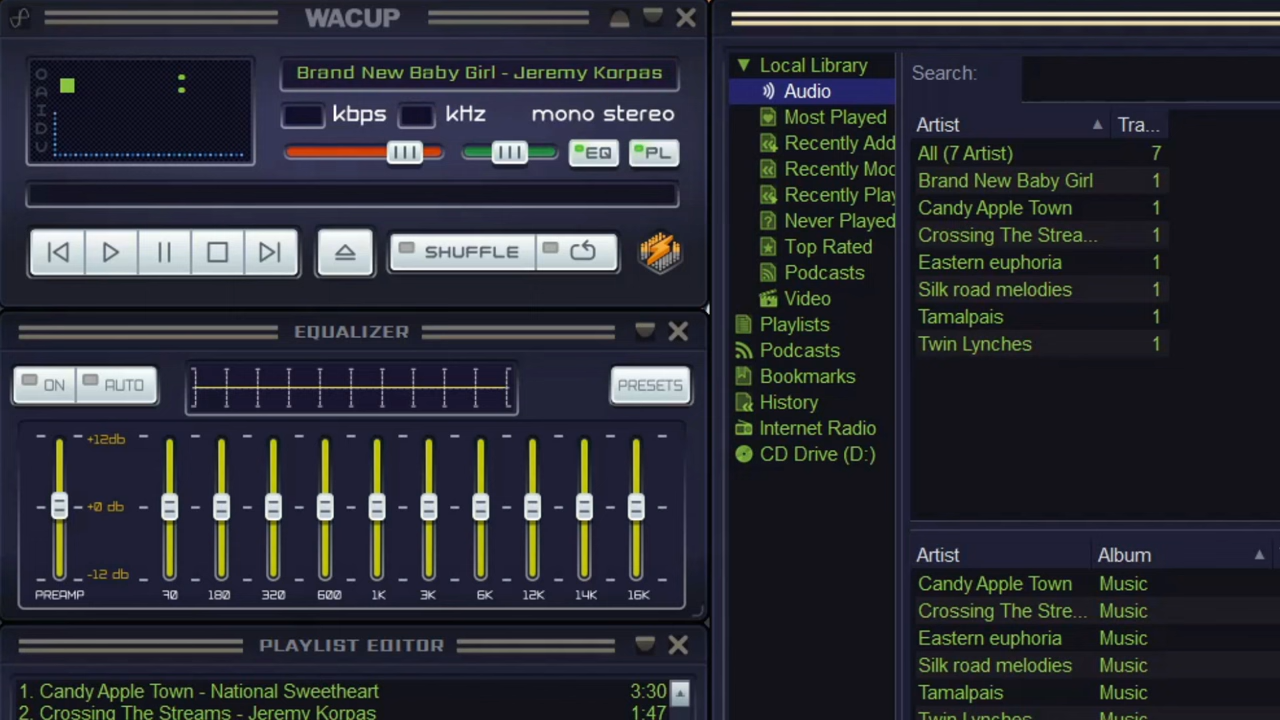 WACUP
O
A
I
D
U
Brand New Baby Girl - Jeremy Korpas
kbps
kHz
mono stereo
EQ
PL
SHUFFLE
EQUALIZER
ON
AUTO
PRESETS
+12db
+0 db
-12 db
PREAMP
70
180
320
600
1K
3K
6K
12K
14K
16K
PLAYLIST EDITOR
1. Candy Apple Town - National Sweetheart 3:30
2. Crossing The Streams - Jeremy Korpas 1:47
Local Library
Audio
Most Played
Recently Add
Recently Moc
Recently Play
Never Played
Top Rated
Podcasts
Video
Playlists
Podcasts
Bookmarks
History
Internet Radio
CD Drive (D:)
Search:
Artist Tra...
All (7 Artist) 7
Brand New Baby Girl 1
Candy Apple Town 1
Crossing The Strea... 1
Eastern euphoria 1
Silk road melodies 1
Tamalpais 1
Twin Lynches 1
Artist Album
Candy Apple Town Music
Crossing The Stre... Music
Eastern euphoria Music
Silk road melodies Music
Tamalpais Music
Twin Lynches Music